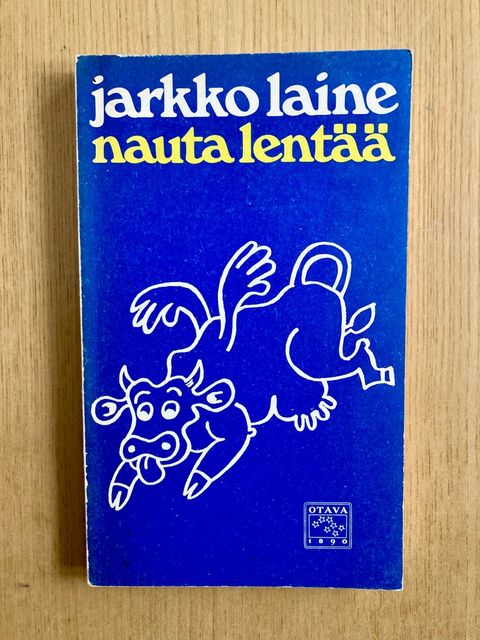 jarkko laine
nauta lentää
OTAVA
1890